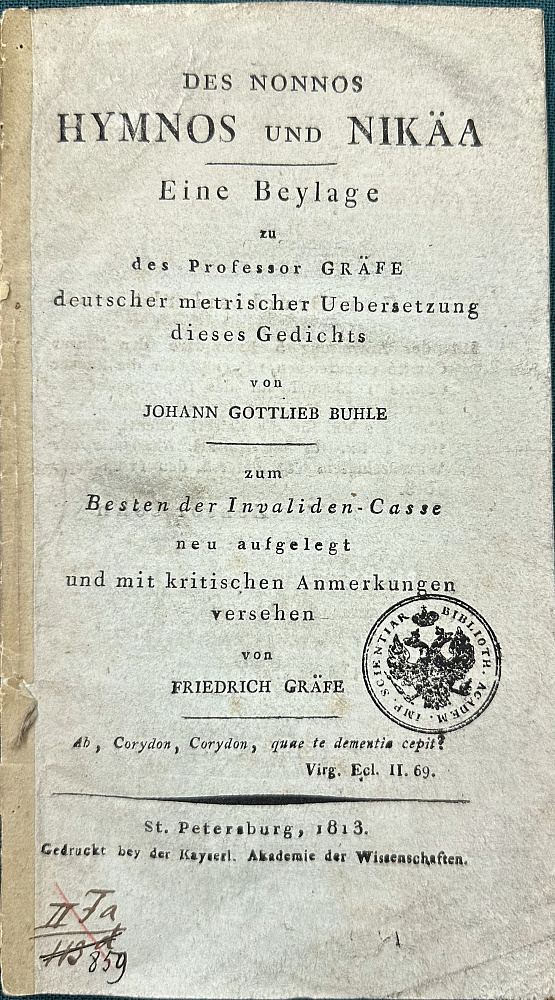 DES NONNOS
HYMNOS UND NIKÄA
Eine Beylage
zu
des Professor GRÄFE
deutscher metrischer Uebersetzung
dieses Gedichts
von
JOHANN GOTTLIEB BUHLE
zum
Besten der Invaliden-Casse
neu aufgelegt
und mit kritischen Anmerkungen
versehen
von
FRIEDRICH GRÄFE
BIBLIOTH. ACADEM. IMP. SCIENTIAR
Ah, Corydon, Corydon, quae te dementia cepit?
Virg. Ecl. II. 69.
St. Petersburg, 1813.
Gedruckt bey der Kayserl. Akademie der Wissenschaften.
II Fa
113 d
859